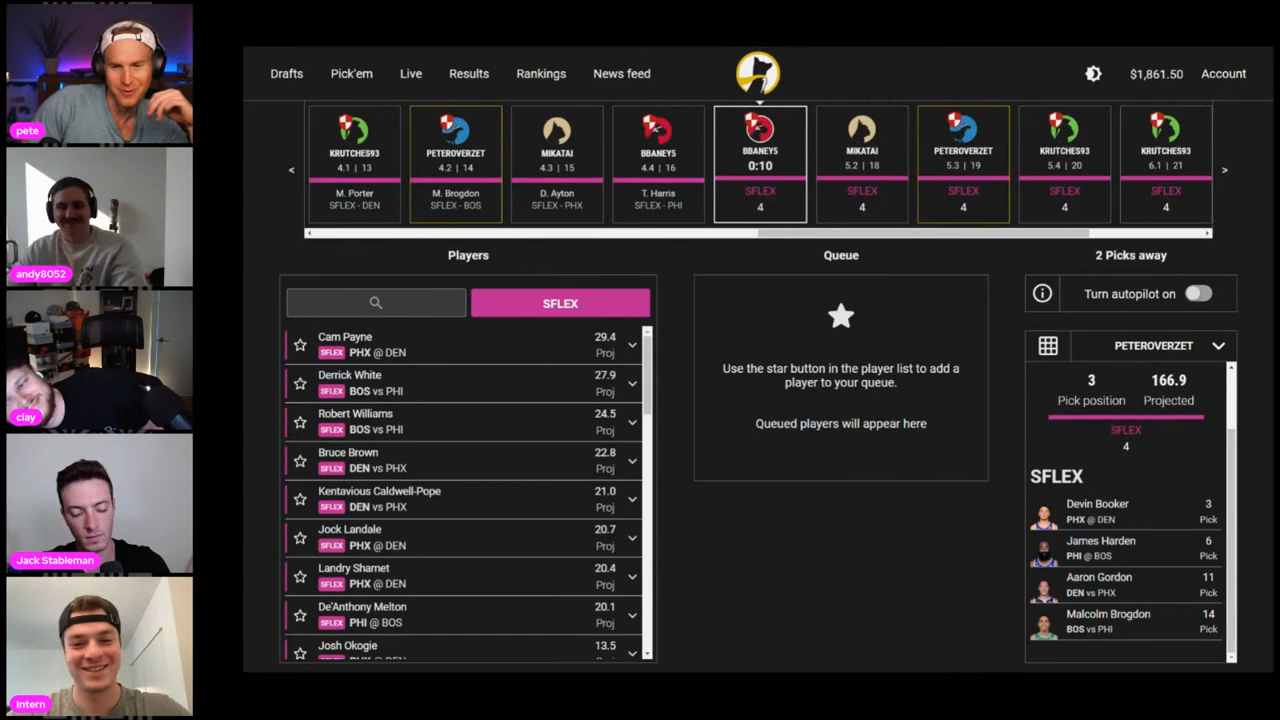 pete
andy8052
clay
Jack Stableman
Intern
Drafts
Pick'em
Live
Results
Rankings
News feed
$1,861.50
Account
<
KRUTCHES93
4.1 | 13
M. Porter
SFLEX - DEN
PETEROVERZET
4.2 | 14
M. Brogdon
SFLEX - BOS
MIKATAI
4.3 | 15
D. Ayton
SFLEX - PHX
BBANEY5
4.4 | 16
T. Harris
SFLEX - PHI
BBANEY5
0:10
SFLEX
4
MIKATAI
5.2 | 18
SFLEX
4
PETEROVERZET
5.3 | 19
SFLEX
4
KRUTCHES93
5.4 | 20
SFLEX
4
KRUTCHES93
6.1 | 21
SFLEX
4
>
Players
SFLEX
Cam Payne
SFLEX PHX @ DEN
29.4
Proj
Derrick White
SFLEX BOS vs PHI
27.9
Proj
Robert Williams
SFLEX BOS vs PHI
24.5
Proj
Bruce Brown
SFLEX DEN vs PHX
22.8
Proj
Kentavious Caldwell-Pope
SFLEX DEN vs PHX
21.0
Proj
Jock Landale
SFLEX PHX @ DEN
20.7
Proj
Landry Shamet
SFLEX PHX @ DEN
20.4
Proj
De'Anthony Melton
SFLEX PHI @ BOS
20.1
Proj
Josh Okogie
SFLEX PHX @ DEN
13.5
Proj
Queue
Use the star button in the player list to add a
player to your queue.
Queued players will appear here
2 Picks away
Turn autopilot on
PETEROVERZET
3
Pick position
166.9
Projected
SFLEX
4
SFLEX
Devin Booker
PHX @ DEN
3
Pick
James Harden
PHI @ BOS
6
Pick
Aaron Gordon
DEN vs PHX
11
Pick
Malcolm Brogdon
BOS vs PHI
14
Pick